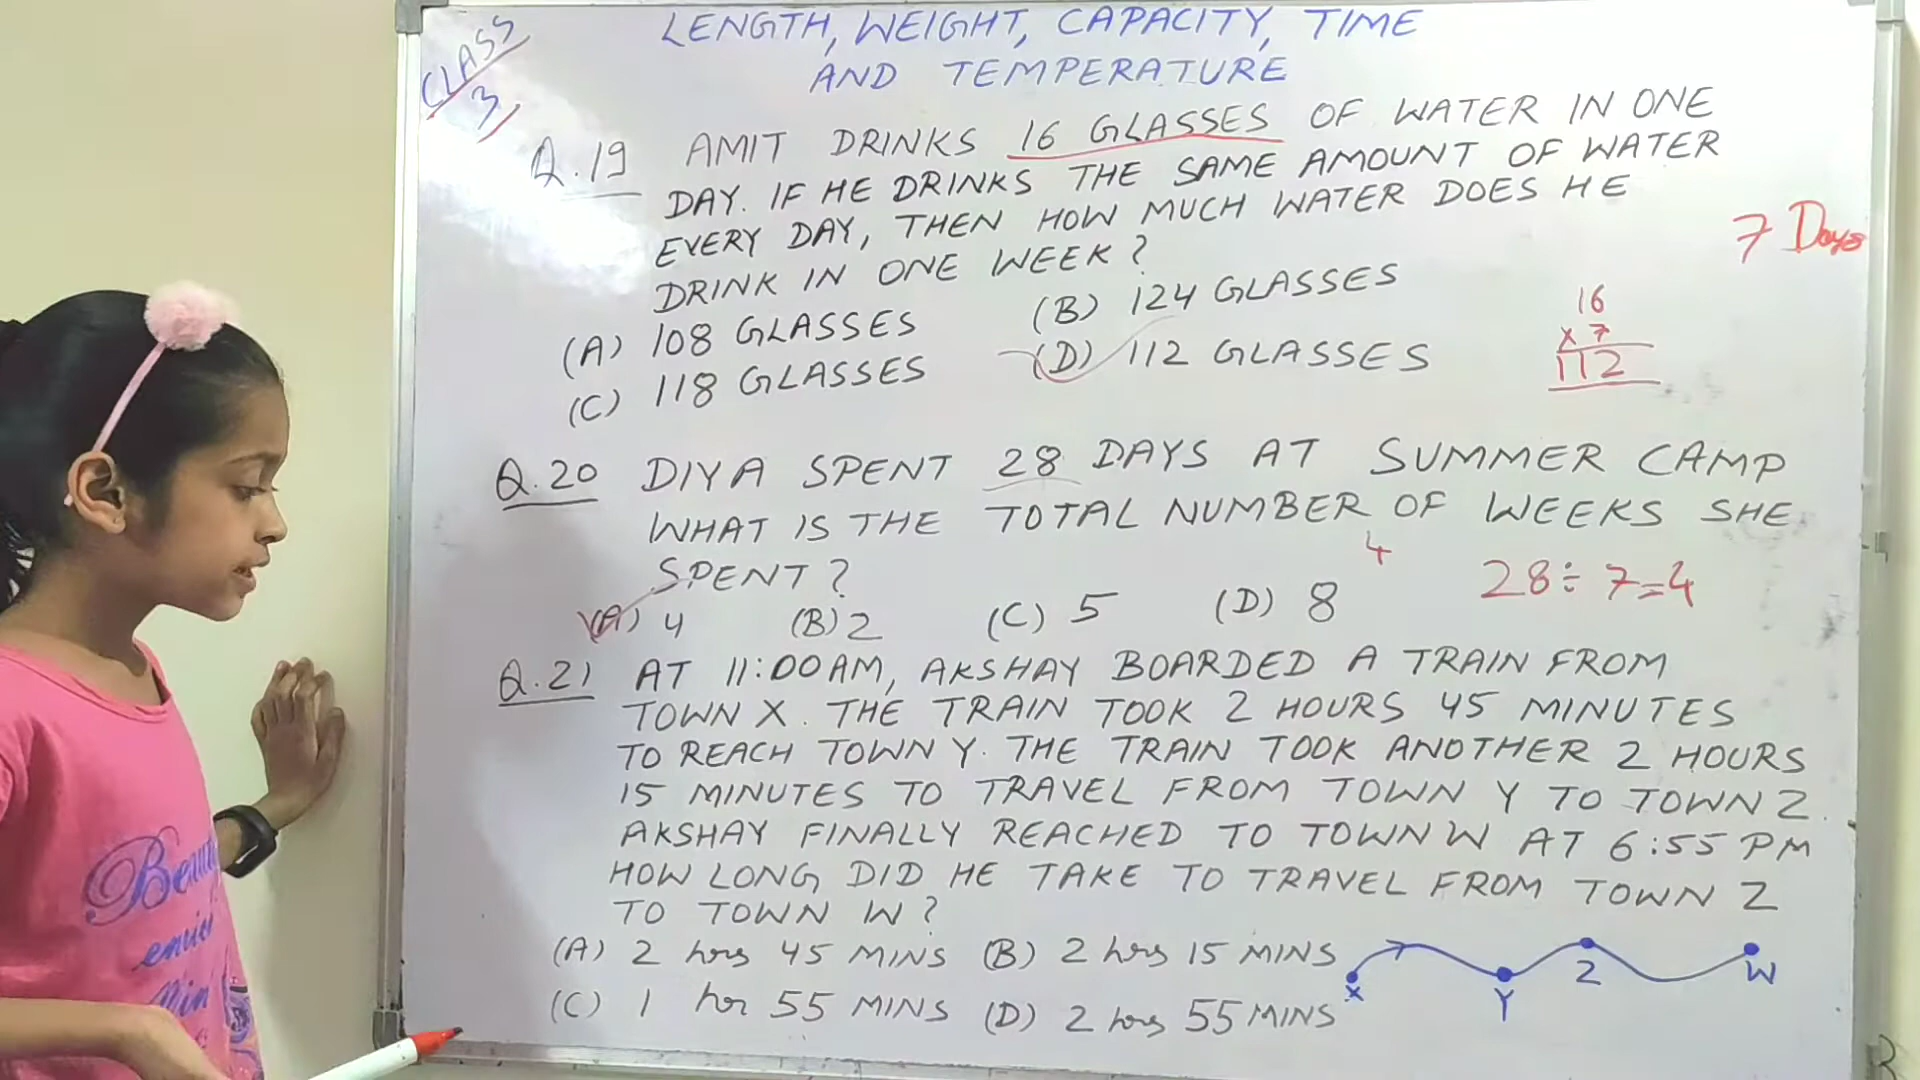 CLASS
3
LENGTH, WEIGHT, CAPACITY, TIME
AND TEMPERATURE
Q.19 AMIT DRINKS 16 GLASSES OF WATER IN ONE
DAY. IF HE DRINKS THE SAME AMOUNT OF WATER
EVERY DAY, THEN HOW MUCH WATER DOES HE
DRINK IN ONE WEEK?
7 Days
(A) 108 GLASSES (B) 124 GLASSES
(C) 118 GLASSES (D) 112 GLASSES
16
x 7
112
Q.20 DIYA SPENT 28 DAYS AT SUMMER CAMP
WHAT IS THE TOTAL NUMBER OF WEEKS SHE
SPENT?
4
28÷7=4
(A) 4 (B) 2 (C) 5 (D) 8
Q.21 AT 11:00AM, AKSHAY BOARDED A TRAIN FROM
TOWN X. THE TRAIN TOOK 2 HOURS 45 MINUTES
TO REACH TOWN Y. THE TRAIN TOOK ANOTHER 2 HOURS
15 MINUTES TO TRAVEL FROM TOWN Y TO TOWN Z.
AKSHAY FINALLY REACHED TO TOWN W AT 6:55 PM
HOW LONG DID HE TAKE TO TRAVEL FROM TOWN Z
TO TOWN W?
(A) 2 hrs 45 MINS (B) 2 hrs 15 MINS
(C) 1 hr 55 MINS (D) 2 hrs 55 MINS
X Y Z W